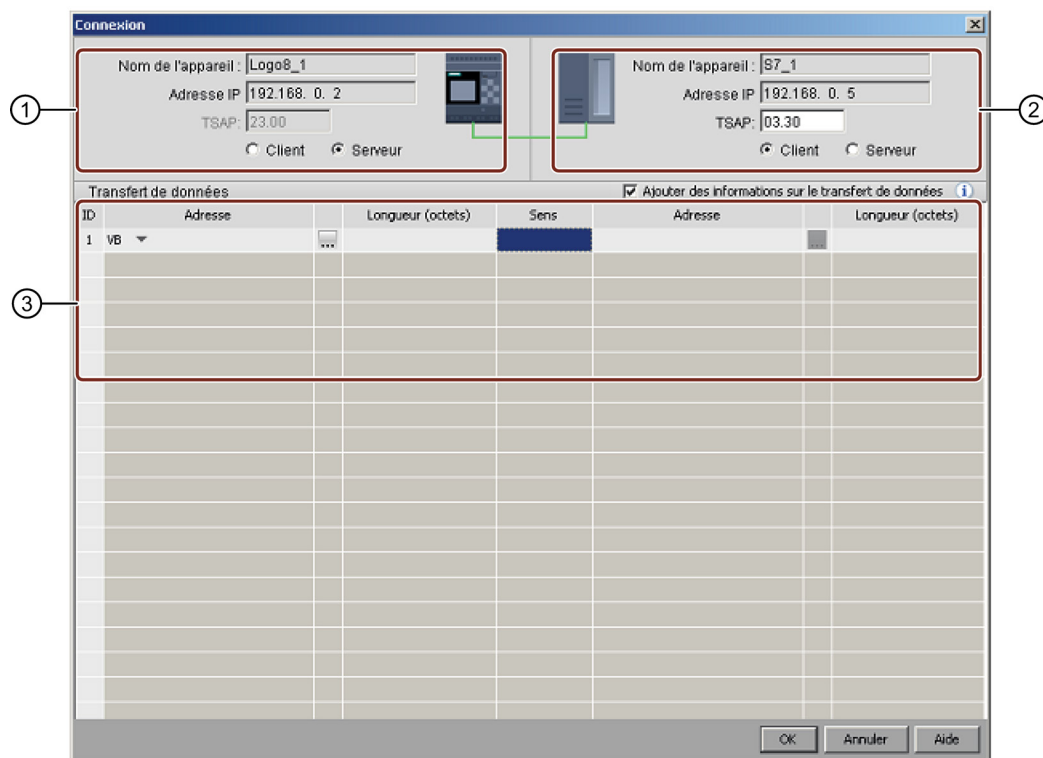 Connexion
Nom de l'appareil : Logo8_1
Adresse IP 192.168. 0. 2
TSAP: 23.00
Client Serveur
Nom de l'appareil : S7_1
Adresse IP 192.168. 0. 5
TSAP: 03.30
Client Serveur
1
2
Transfert de données Ajouter des informations sur le transfert de données i
ID Adresse Longueur (octets) Sens Adresse Longueur (octets)
1 VB ... ...
3
OK Annuler Aide